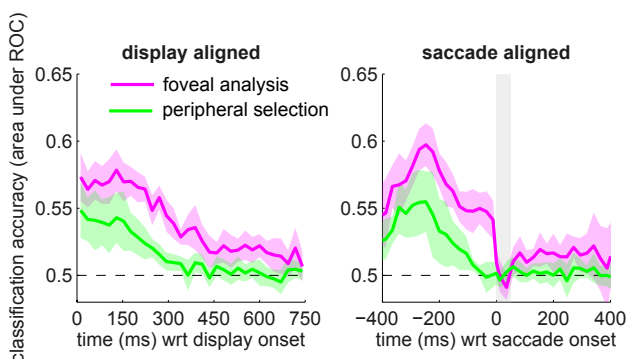 classification accuracy (area under ROC)
display aligned
0.65
0.6
0.55
0.5
foveal analysis
peripheral selection
0 150 300 450 600 750
time (ms) wrt display onset
saccade aligned
0.65
0.6
0.55
0.5
−400 −200 0 200 400
time (ms) wrt saccade onset